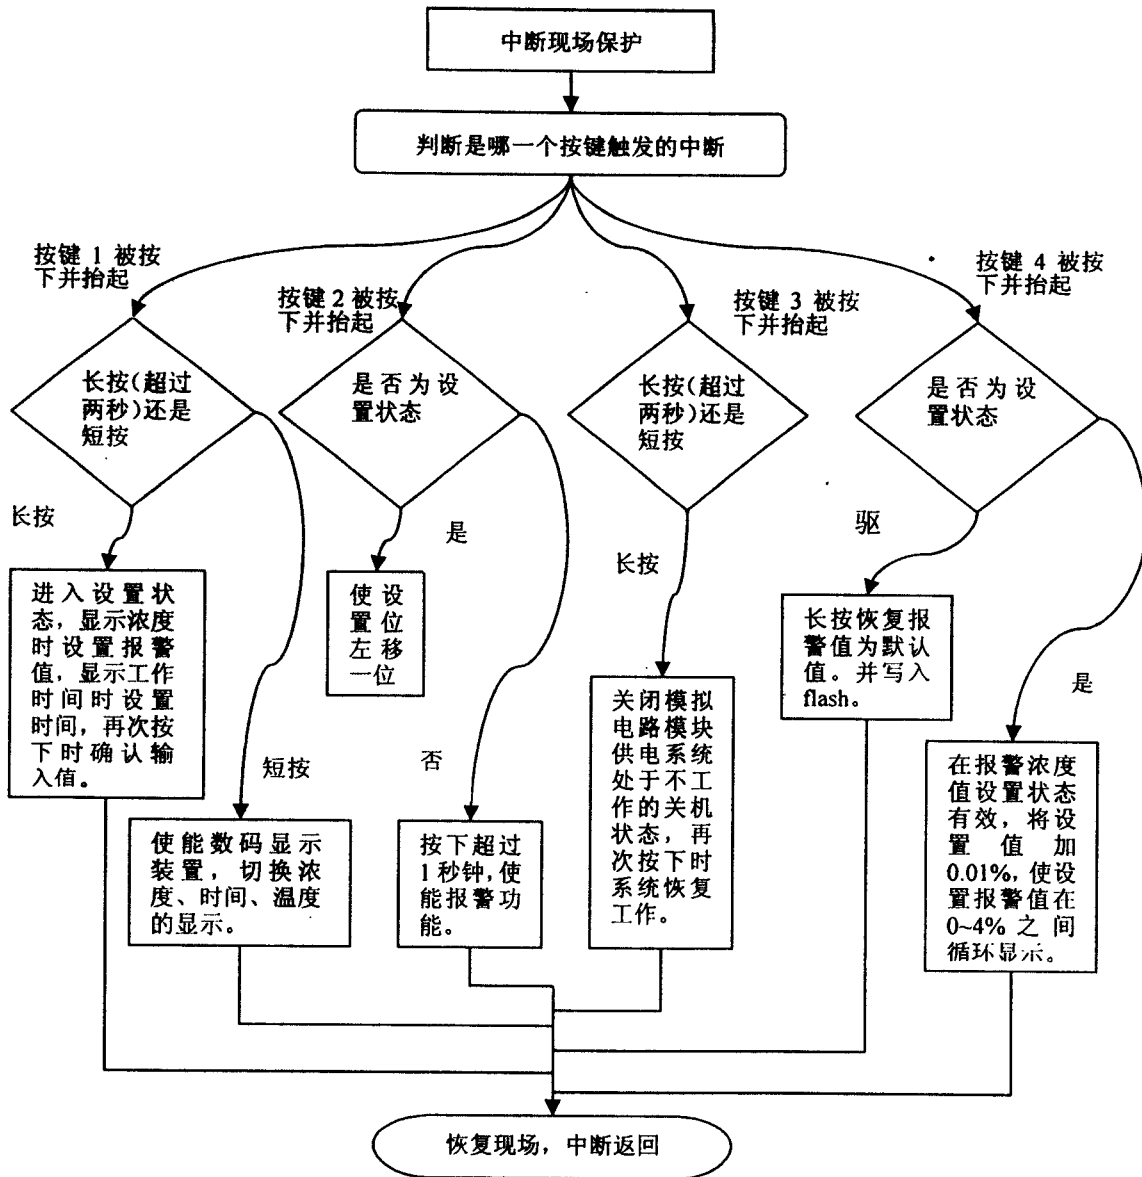 中断现场保护
判断是哪一个按键触发的中断
按键 1 被按
下并抬起
按键 2 被按
下并抬起
按键 3 被按
下并抬起
按键 4 被按
下并抬起
长按(超过
两秒)还是
短按
是否为设
置状态
长按(超过
两秒)还是
短按
是否为设
置状态
长按
是
长按
驱
进入设置状
态，显示浓度
时设置报警
值，显示工作
时间时设置
时间，再次按
下时确认输
入值。
使设
置位
左移
一位
关闭模拟
电路模块
供电系统
处于不工
作的关机
状态，再
次按下时
系统恢复
工作。
长按恢复报
警值为默认
值。并写入
flash。
是
短按
否
使能数码显示
装置，切换浓
度、时间、温度
的显示。
按下超过
1秒钟，使
能报警功
能。
在报警浓度
值设置状态
有效，将设
置值加
0.01%，使设
置报警值在
0~4%之间
循环显示。
恢复现场，中断返回